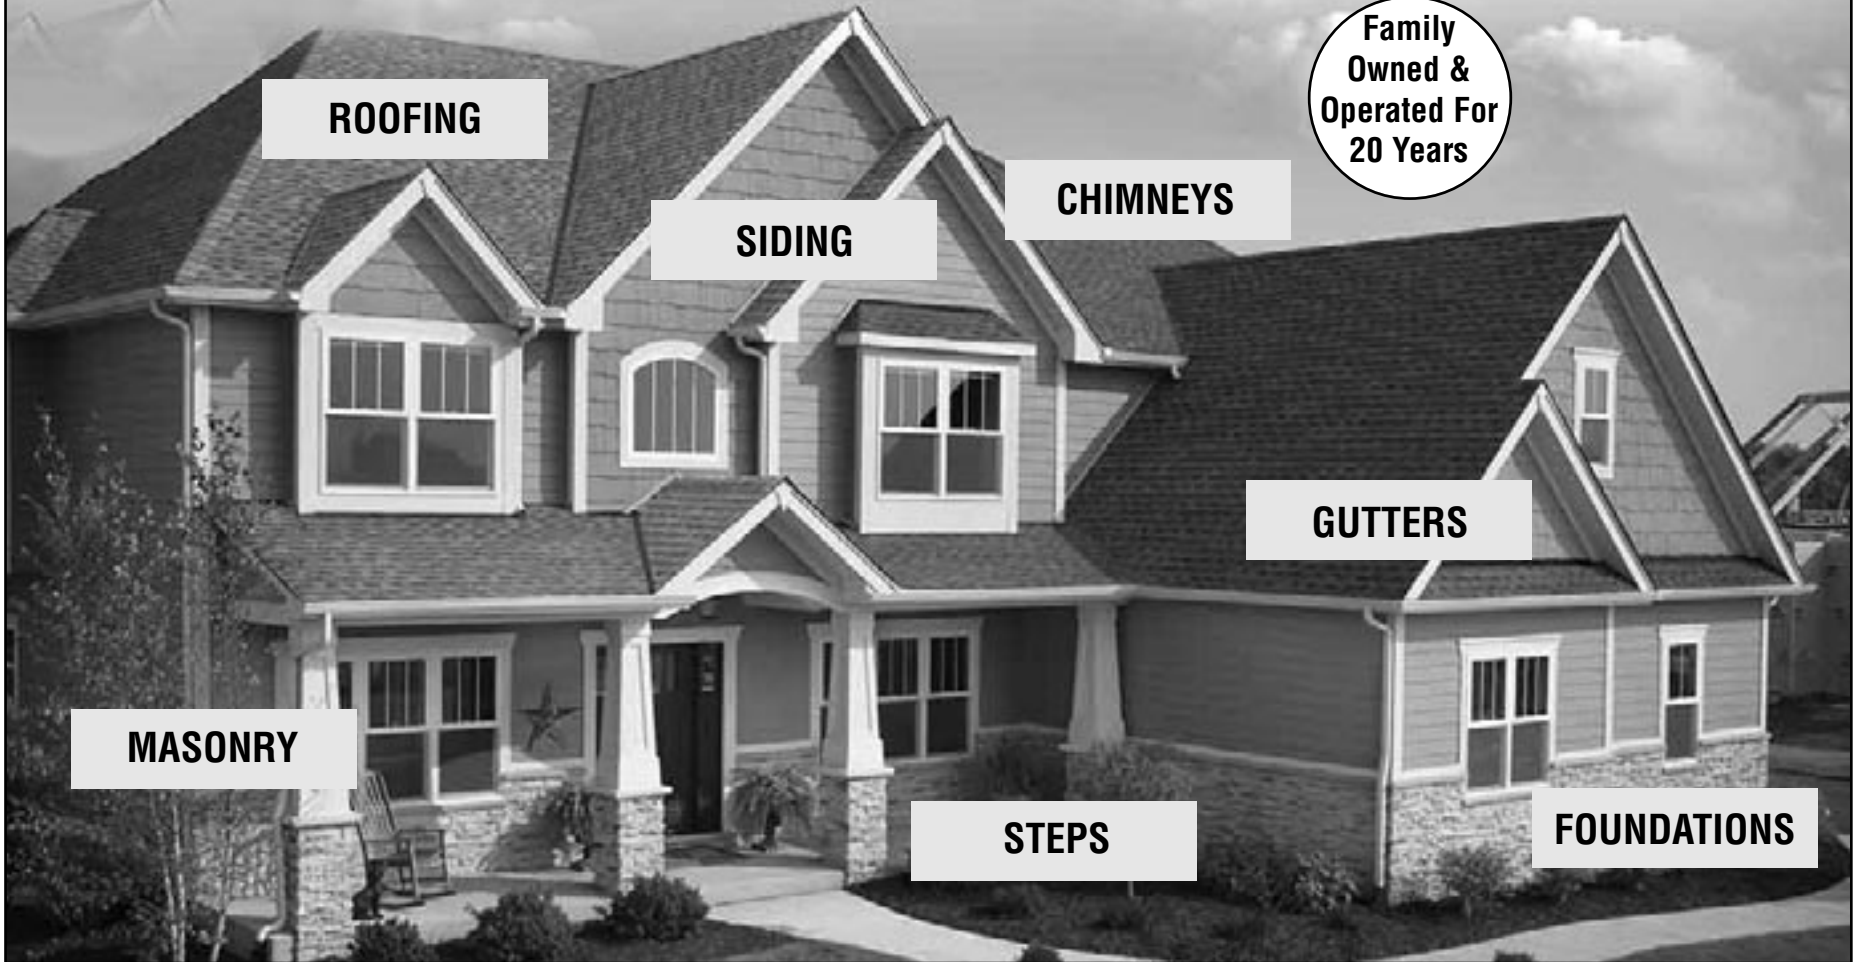 Family
Owned &
Operated For
20 Years
ROOFING
CHIMNEYS
SIDING
GUTTERS
MASONRY
STEPS
FOUNDATIONS